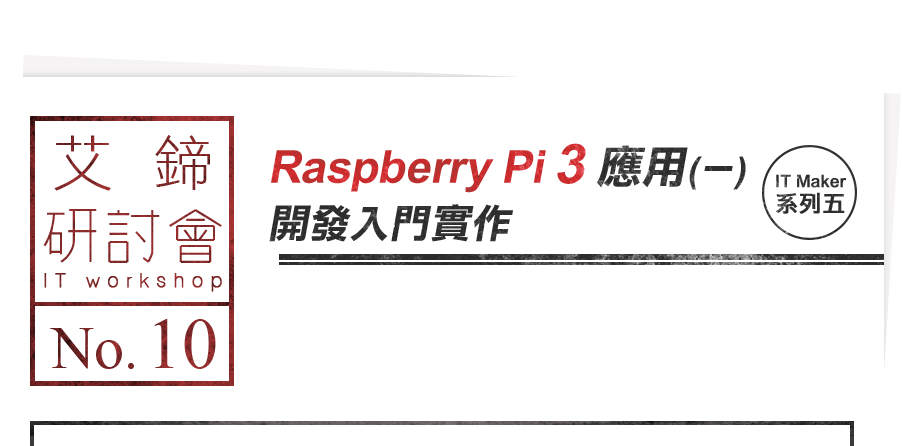 艾鍗
研討會
IT workshop
No. 10
Raspberry Pi 3 應用(一)
開發入門實作
IT Maker
系列五